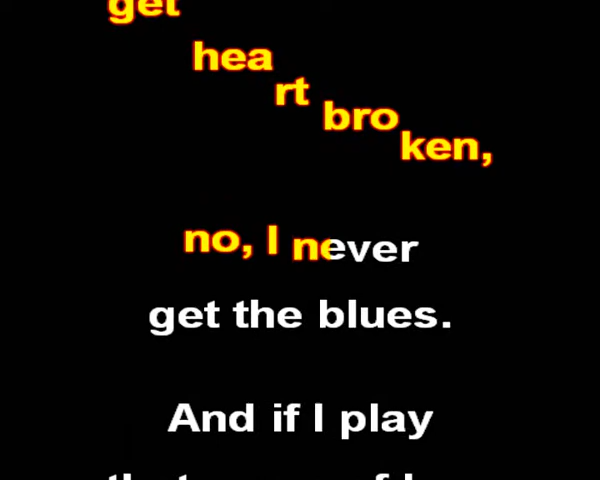 get
hea
rt
bro
ken,
no, I never
get the blues.
And if I play